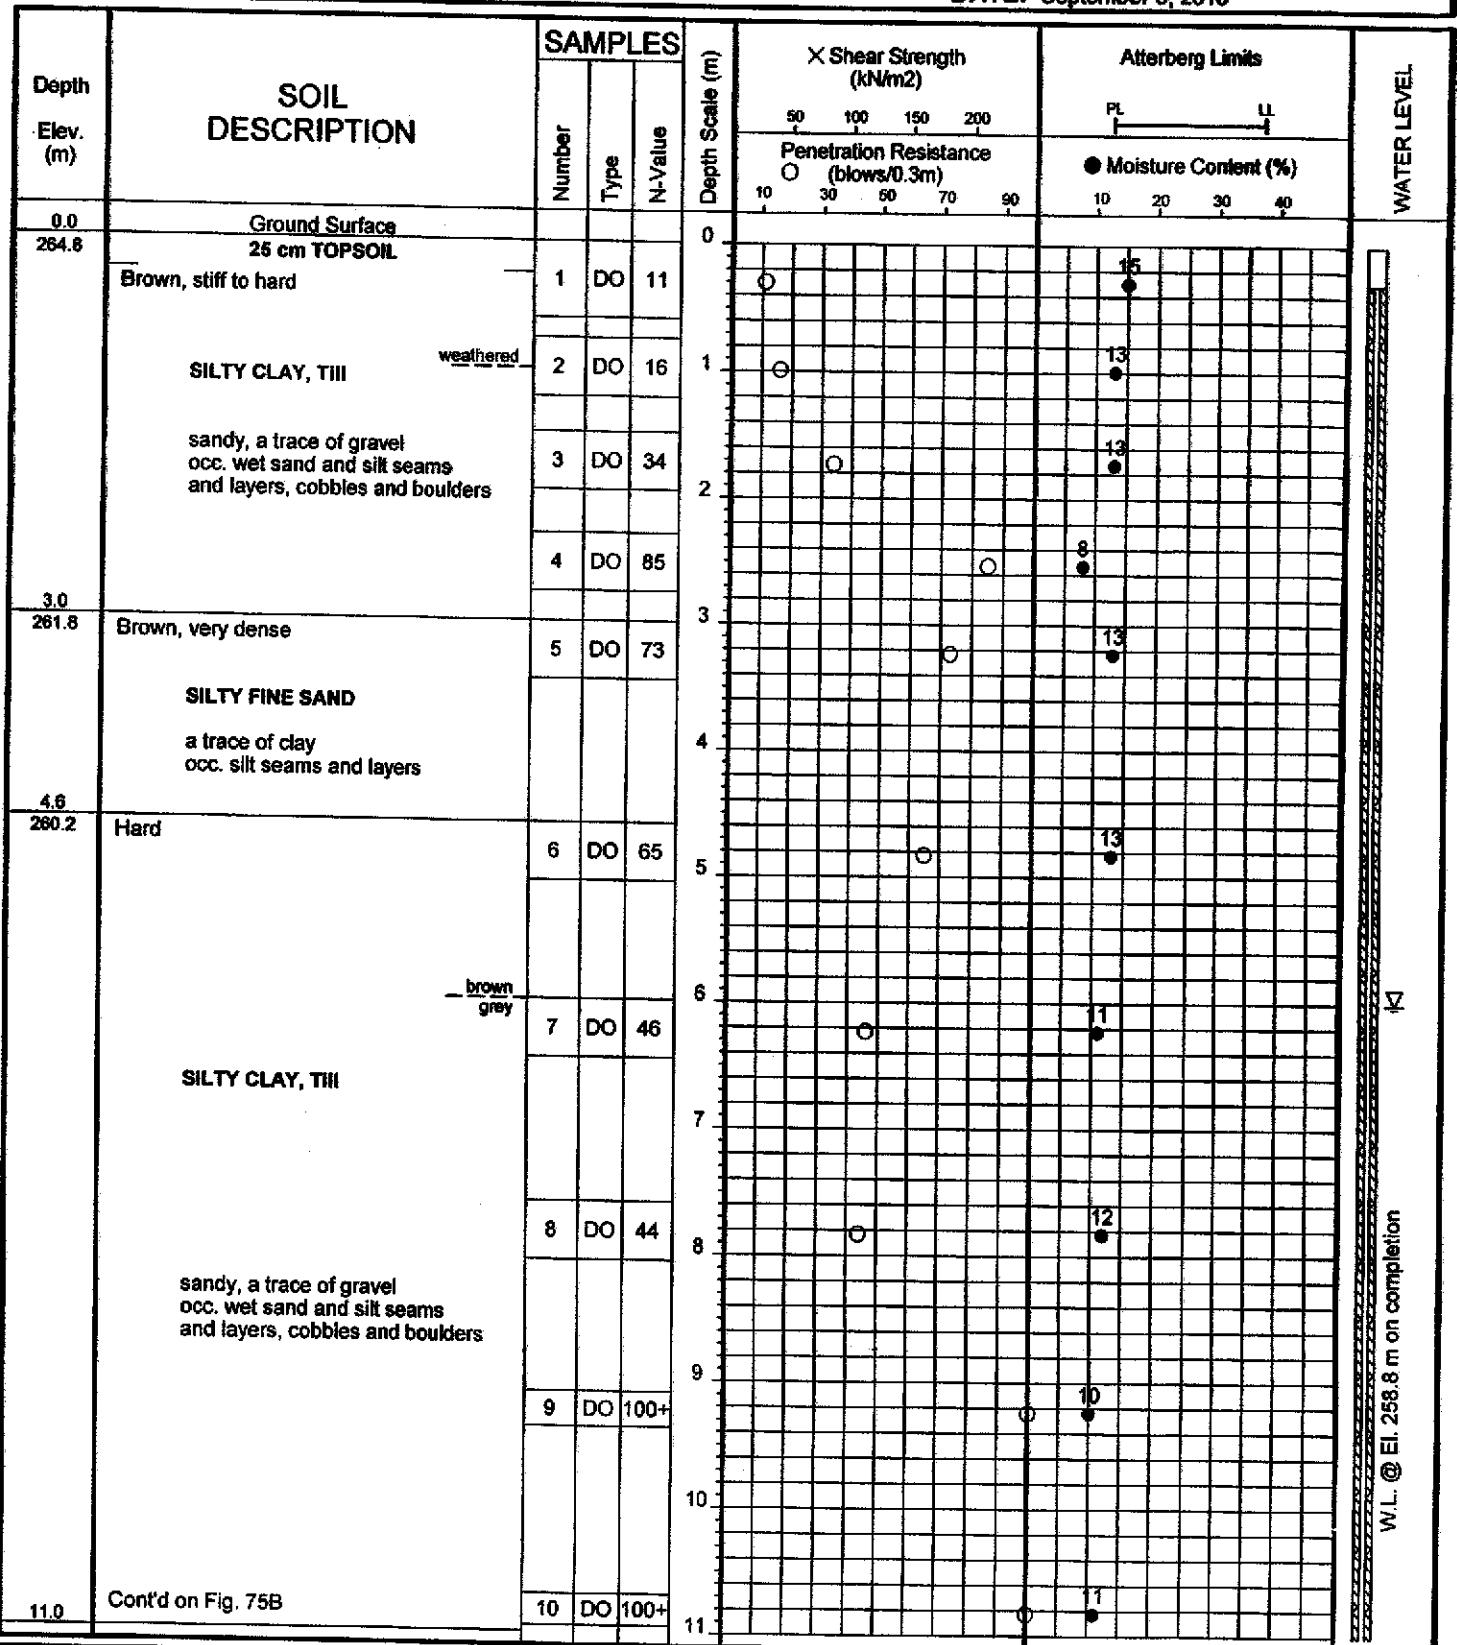 SAMPLES
Depth
Elev.
(m)
SOIL
DESCRIPTION
Number
Type
N-Value
Depth Scale (m)
X Shear Strength
(kN/m2)
50 100 150 200
Penetration Resistance
(blows/0.3m)
10 30 50 70 90
Atterberg Limits
PL LL
Moisture Content (%)
10 20 30 40
WATER LEVEL
0.0 Ground Surface
264.8 25 cm TOPSOIL 0
Brown, stiff to hard 1 DO 11 15
weathered
SILTY CLAY, Till 2 DO 16 1 13
sandy, a trace of gravel
occ. wet sand and silt seams 3 DO 34 13
and layers, cobbles and boulders 2
4 DO 85 8
3.0 3
261.8 Brown, very dense
5 DO 73 13
SILTY FINE SAND
a trace of clay 4
occ. silt seams and layers
4.6
260.2 Hard
6 DO 65 5 13
brown 6
grey
7 DO 46 11
SILTY CLAY, Till
7
8 DO 44 8 12
sandy, a trace of gravel
occ. wet sand and silt seams
and layers, cobbles and boulders
9
9 DO 100+ 10
10
11.0 Cont'd on Fig. 75B 10 DO 100+ 11
11
W.L. @ El. 258.8 m on completion